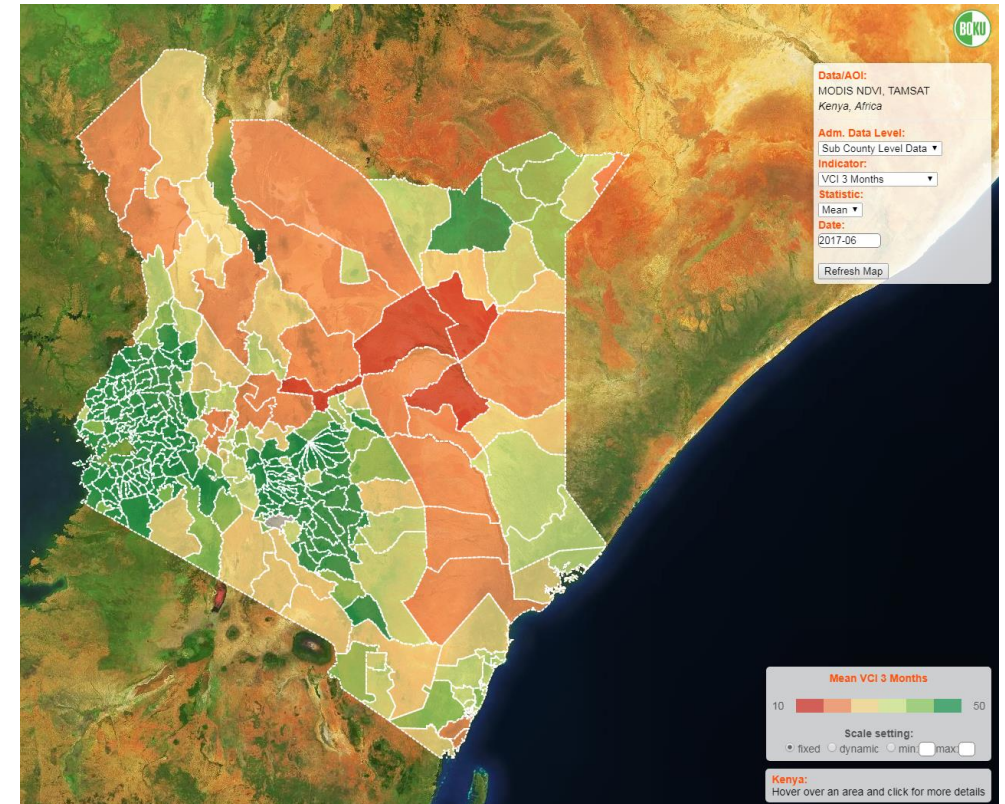 BOKU
Data/AOI:
MODIS NDVI, TAMSAT
Kenya, Africa
Adm. Data Level:
Sub County Level Data
Indicator:
VCI 3 Months
Statistic:
Mean
Date:
2017-06
Refresh Map
Mean VCI 3 Months
10 50
Scale setting:
fixed dynamic min: max:
Kenya:
Hover over an area and click for more details